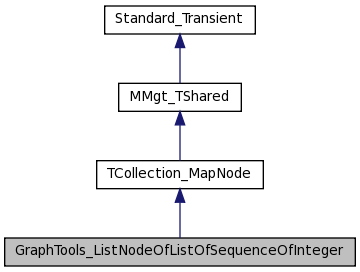 Standard_Transient
MMgt_TShared
TCollection_MapNode
GraphTools_ListNodeOfListOfSequenceOfInteger